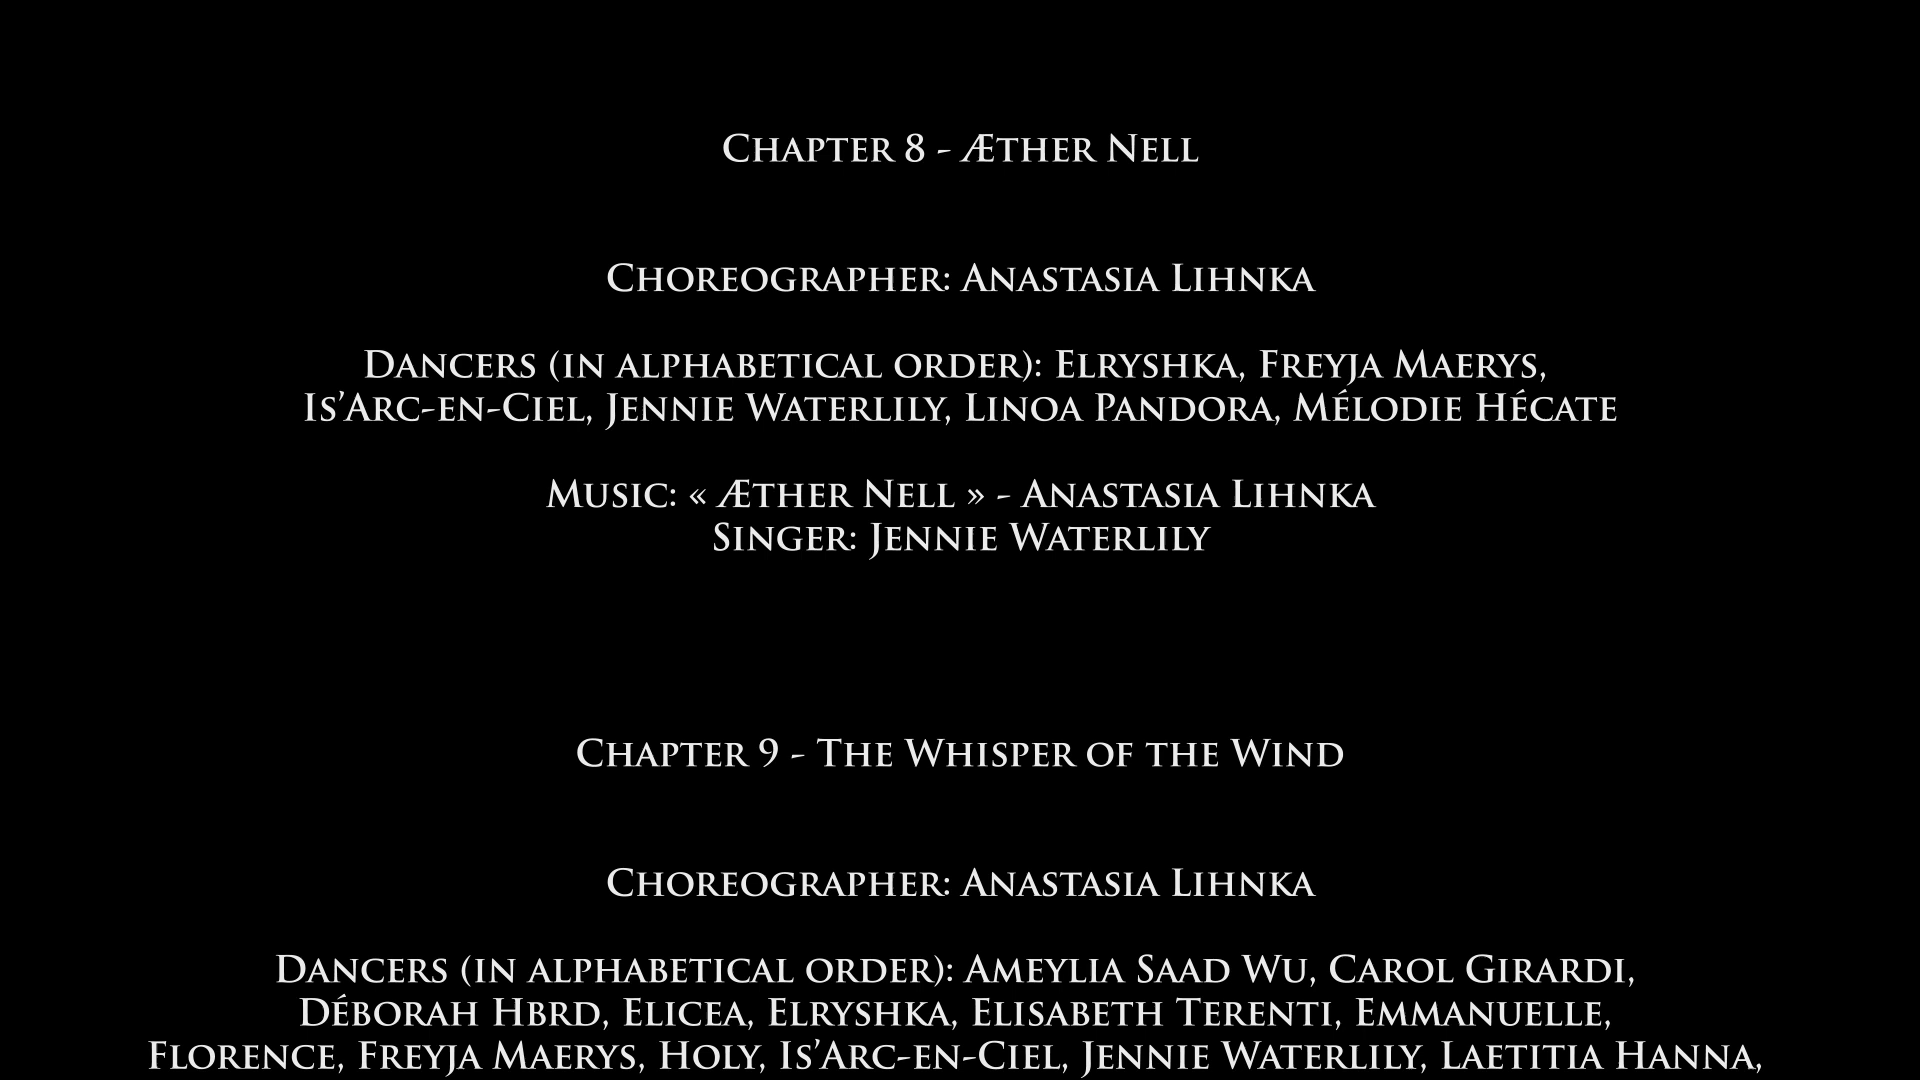 Chapter 8 - Æther Nell
Choreographer: Anastasia Lihnka
Dancers (in alphabetical order): Elryshka, Freyja Maerys,
Is’Arc-en-Ciel, Jennie Waterlily, Linoa Pandora, Mélodie Hécate
Music: « Æther Nell » - Anastasia Lihnka
Singer: Jennie Waterlily
Chapter 9 - The Whisper of the Wind
Choreographer: Anastasia Lihnka
Dancers (in alphabetical order): Ameylia Saad Wu, Carol Girardi,
Déborah Hbrd, Elicea, Elryshka, Elisabeth Terenti, Emmanuelle,
Florence, Freyja Maerys, Holy, Is’Arc-en-Ciel, Jennie Waterlily, Laetitia Hanna,